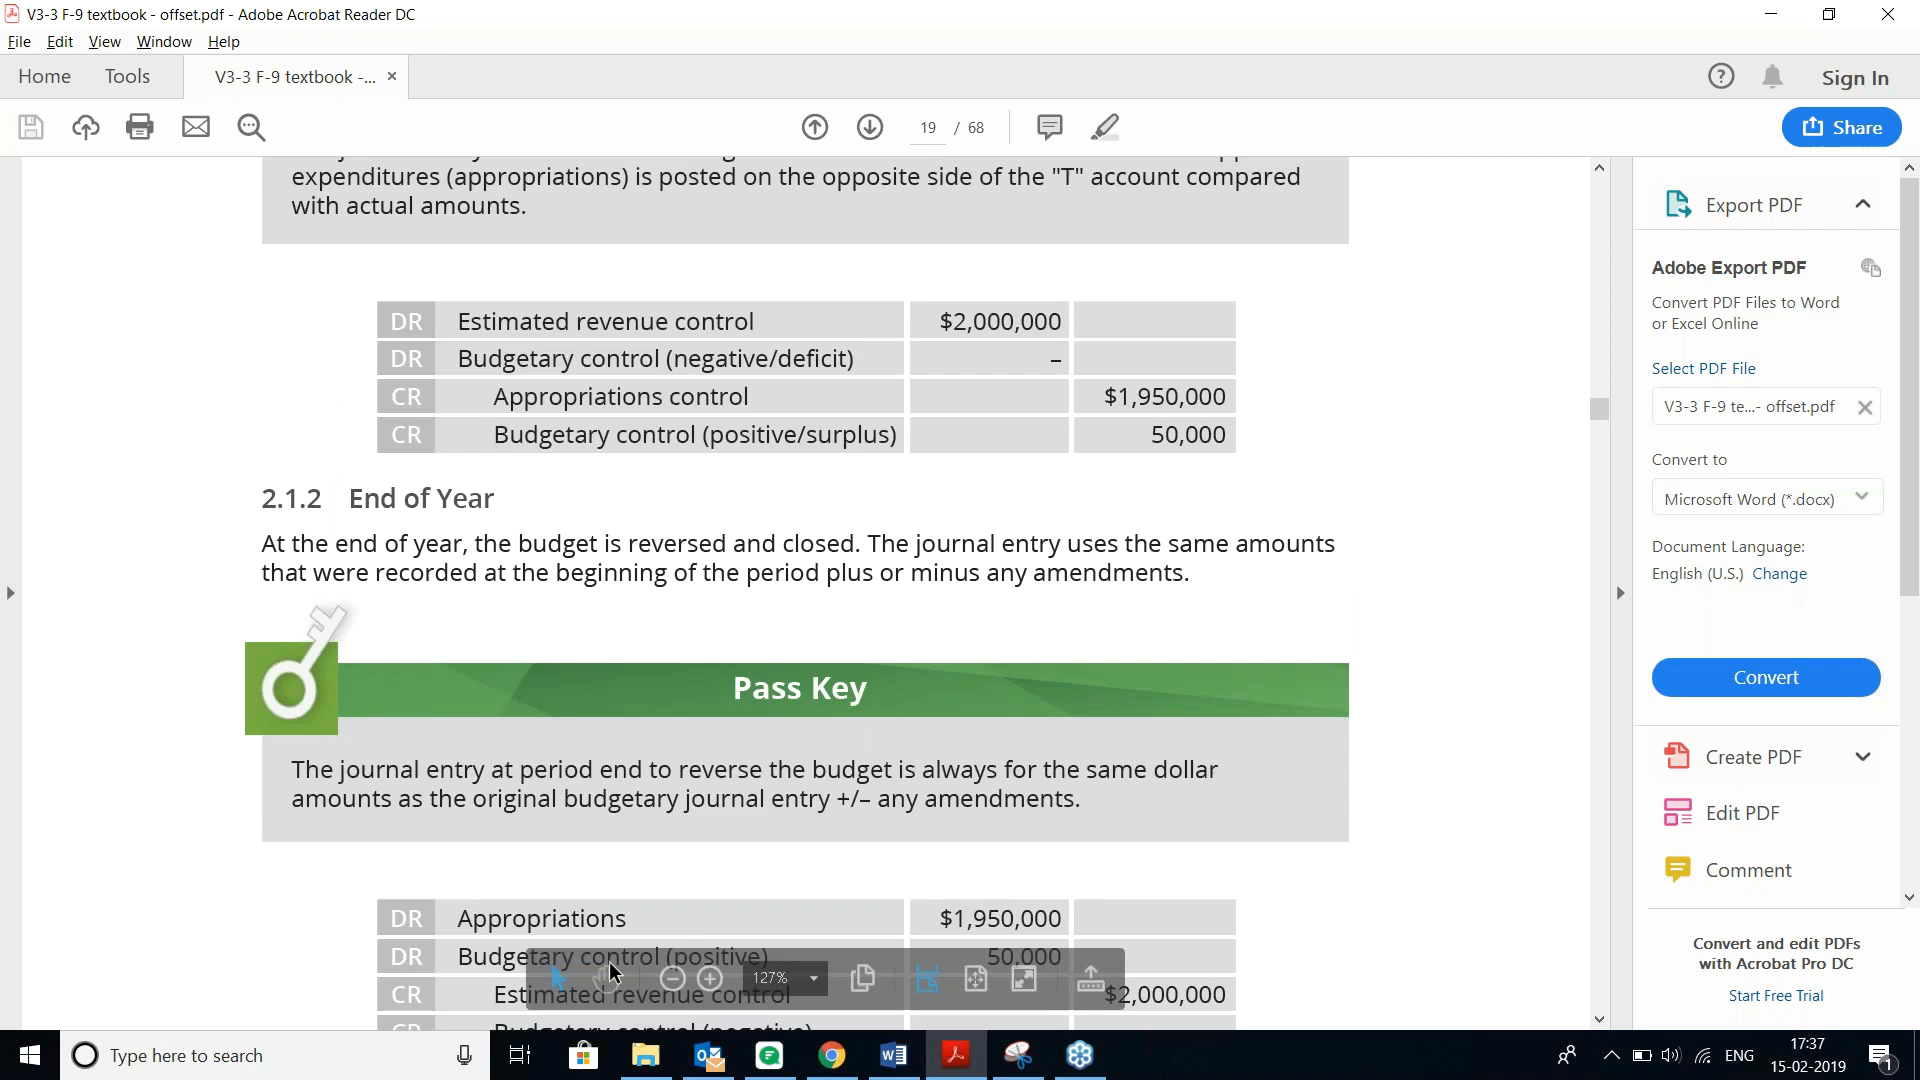 V3-3 F-9 textbook - offset.pdf - Adobe Acrobat Reader DC
File Edit View Window Help
Home Tools V3-3 F-9 textbook -... × Sign In
19 / 68 Share
expenditures (appropriations) is posted on the opposite side of the "T" account compared
with actual amounts.
DR Estimated revenue control $2,000,000
DR Budgetary control (negative/deficit) –
CR Appropriations control $1,950,000
CR Budgetary control (positive/surplus) 50,000
2.1.2 End of Year
At the end of year, the budget is reversed and closed. The journal entry uses the same amounts
that were recorded at the beginning of the period plus or minus any amendments.
Pass Key
The journal entry at period end to reverse the budget is always for the same dollar
amounts as the original budgetary journal entry +/– any amendments.
DR Appropriations $1,950,000
DR Budgetary control (positive) 50,000
127%
CR Estimated revenue control $2,000,000
CR Budgetary control (negative)
Export PDF
Adobe Export PDF
Convert PDF Files to Word
or Excel Online
Select PDF File
V3-3 F-9 te...- offset.pdf
Convert to
Microsoft Word (*.docx)
Document Language:
English (U.S.) Change
Convert
Create PDF
Edit PDF
Comment
Convert and edit PDFs
with Acrobat Pro DC
Start Free Trial
Type here to search
ENG
17:37
15-02-2019
1